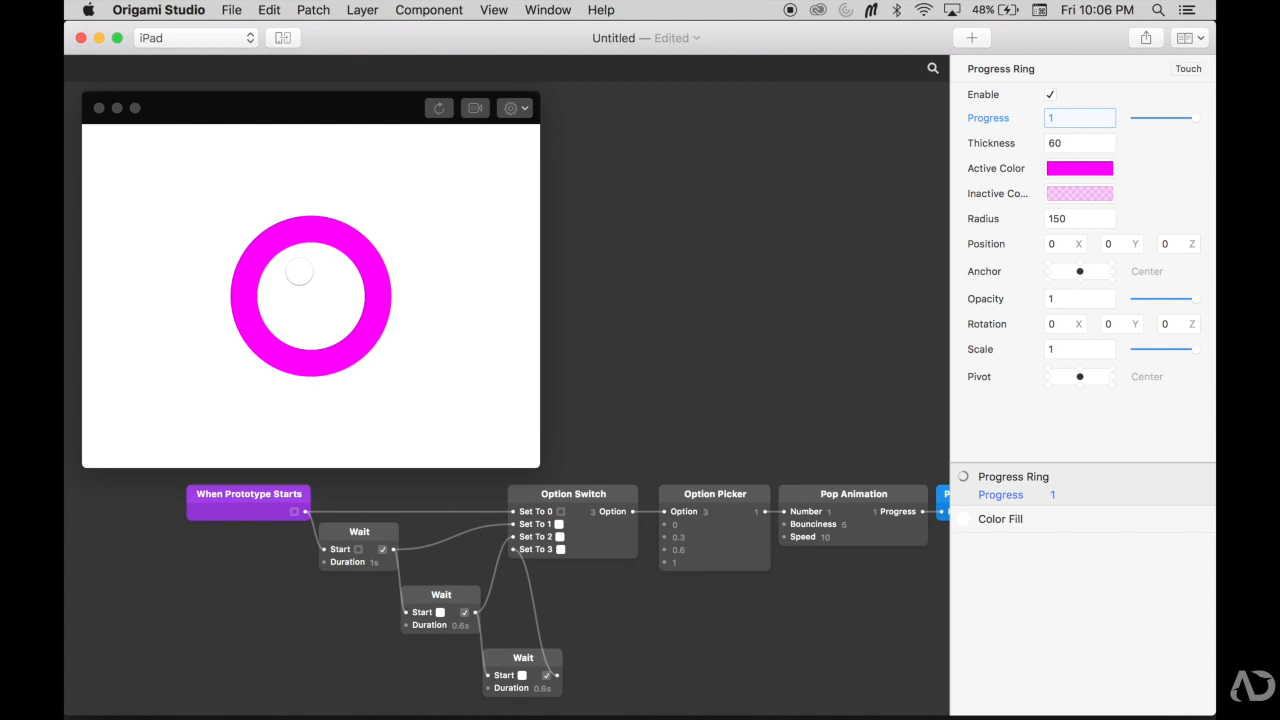 Origami Studio File Edit Patch Layer Component View Window Help 48% Fri 10:06 PM
iPad Untitled — Edited
Progress Ring Touch
Enable
Progress 1
Thickness 60
Active Color
Inactive Co...
Radius 150
Position 0 X 0 Y 0 Z
Anchor Center
Opacity 1
Rotation 0 X 0 Y 0 Z
Scale 1
Pivot Center
Progress Ring
Progress 1
Color Fill
When Prototype Starts
Wait
Start
Duration 1s
Wait
Start
Duration 0.6s
Wait
Start
Duration 0.6s
Option Switch
Set To 0 3 Option
Set To 1
Set To 2
Set To 3
Option Picker
Option 3 1
0
0.3
0.6
1
Pop Animation
Number 1 1 Progress
Bounciness 5
Speed 10
P
AD